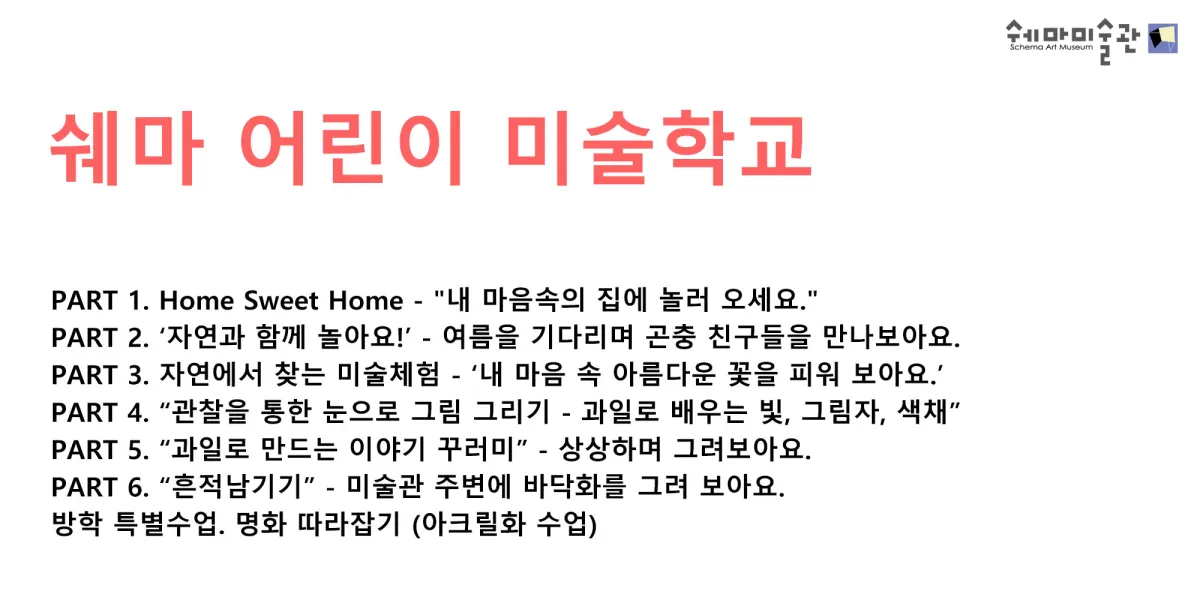 쉐마미술관
Schema Art Museum
쉐마 어린이 미술학교
PART 1. Home Sweet Home - "내 마음속의 집에 놀러 오세요."
PART 2. ‘자연과 함께 놀아요!’ - 여름을 기다리며 곤충 친구들을 만나보아요.
PART 3. 자연에서 찾는 미술체험 - ‘내 마음 속 아름다운 꽃을 피워 보아요.’
PART 4. “관찰을 통한 눈으로 그림 그리기 - 과일로 배우는 빛, 그림자, 색채”
PART 5. “과일로 만드는 이야기 꾸러미” - 상상하며 그려보아요.
PART 6. “흔적남기기” - 미술관 주변에 바닥화를 그려 보아요.
방학 특별수업. 명화 따라잡기 (아크릴화 수업)